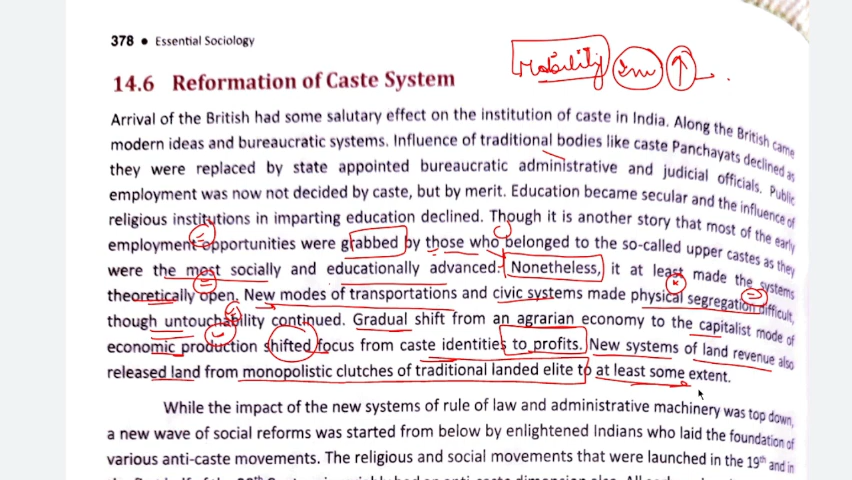 378 • Essential Sociology
Mobility
14.6 Reformation of Caste System
Arrival of the British had some salutary effect on the institution of caste in India. Along the British came
modern ideas and bureaucratic systems. Influence of traditional bodies like caste Panchayats declined as
they were replaced by state appointed bureaucratic administrative and judicial officials. Public
employment was now not decided by caste, but by merit. Education became secular and the influence of
religious institutions in imparting education declined. Though it is another story that most of the early
employment opportunities were grabbed by those who belonged to the so-called upper castes as they
were the most socially and educationally advanced. Nonetheless, it at least made the systems
theoretically open. New modes of transportations and civic systems made physical segregation difficult,
though untouchability continued. Gradual shift from an agrarian economy to the capitalist mode of
economic production shifted focus from caste identities to profits. New systems of land revenue also
released land from monopolistic clutches of traditional landed elite to at least some extent.
While the impact of the new systems of rule of law and administrative machinery was top down,
a new wave of social reforms was started from below by enlightened Indians who laid the foundation of
various anti-caste movements. The religious and social movements that were launched in the 19th and in